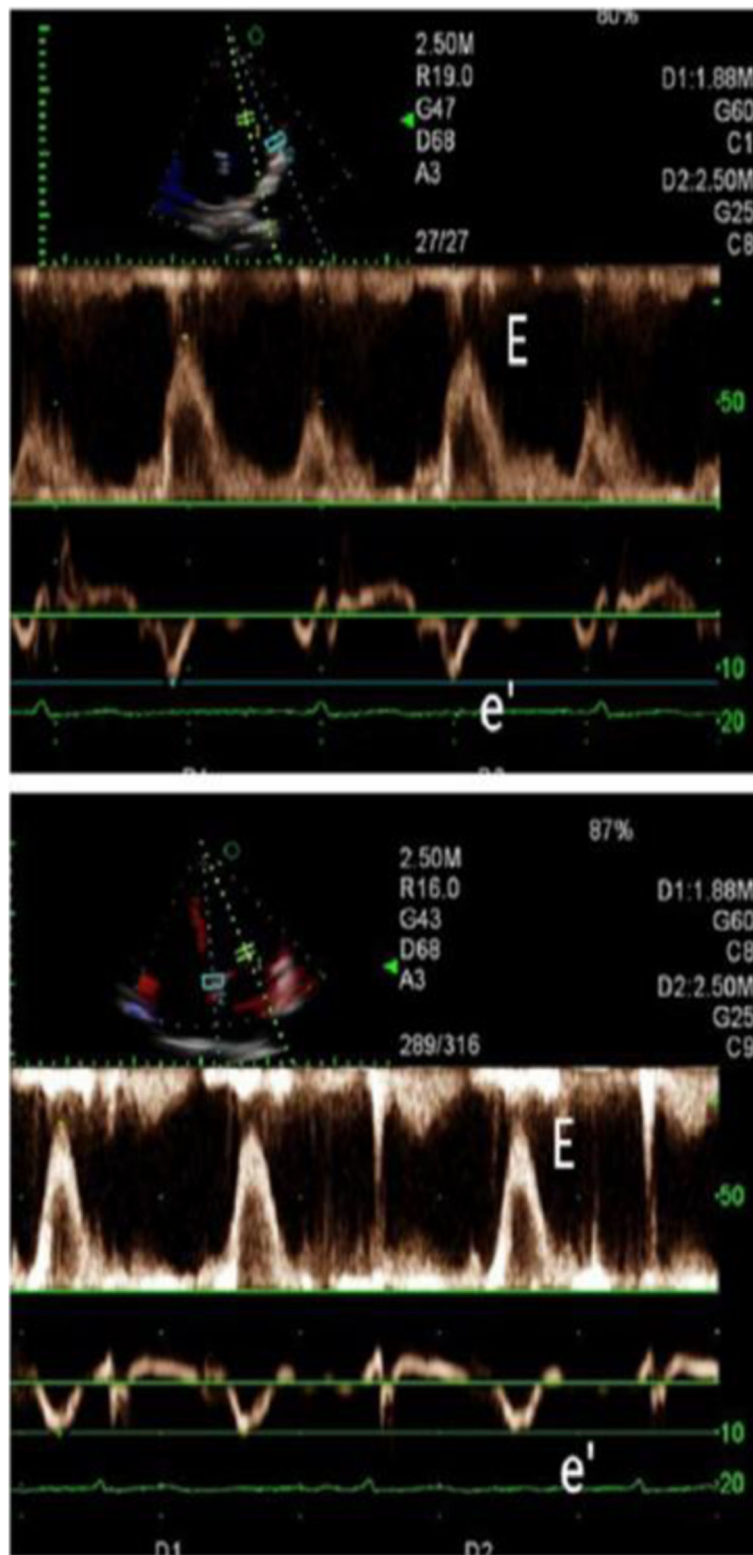 80%
2.50M
R19.0
G47
D68
A3
27/27
D1:1.88M
G60
C1
D2:2.50M
G25
C8
E
50
10
e'
20
87%
2.50M
R16.0
G43
D68
A3
289/316
D1:1.88M
G60
C8
D2:2.50M
G25
C9
E
50
10
e'
20
D1
D2